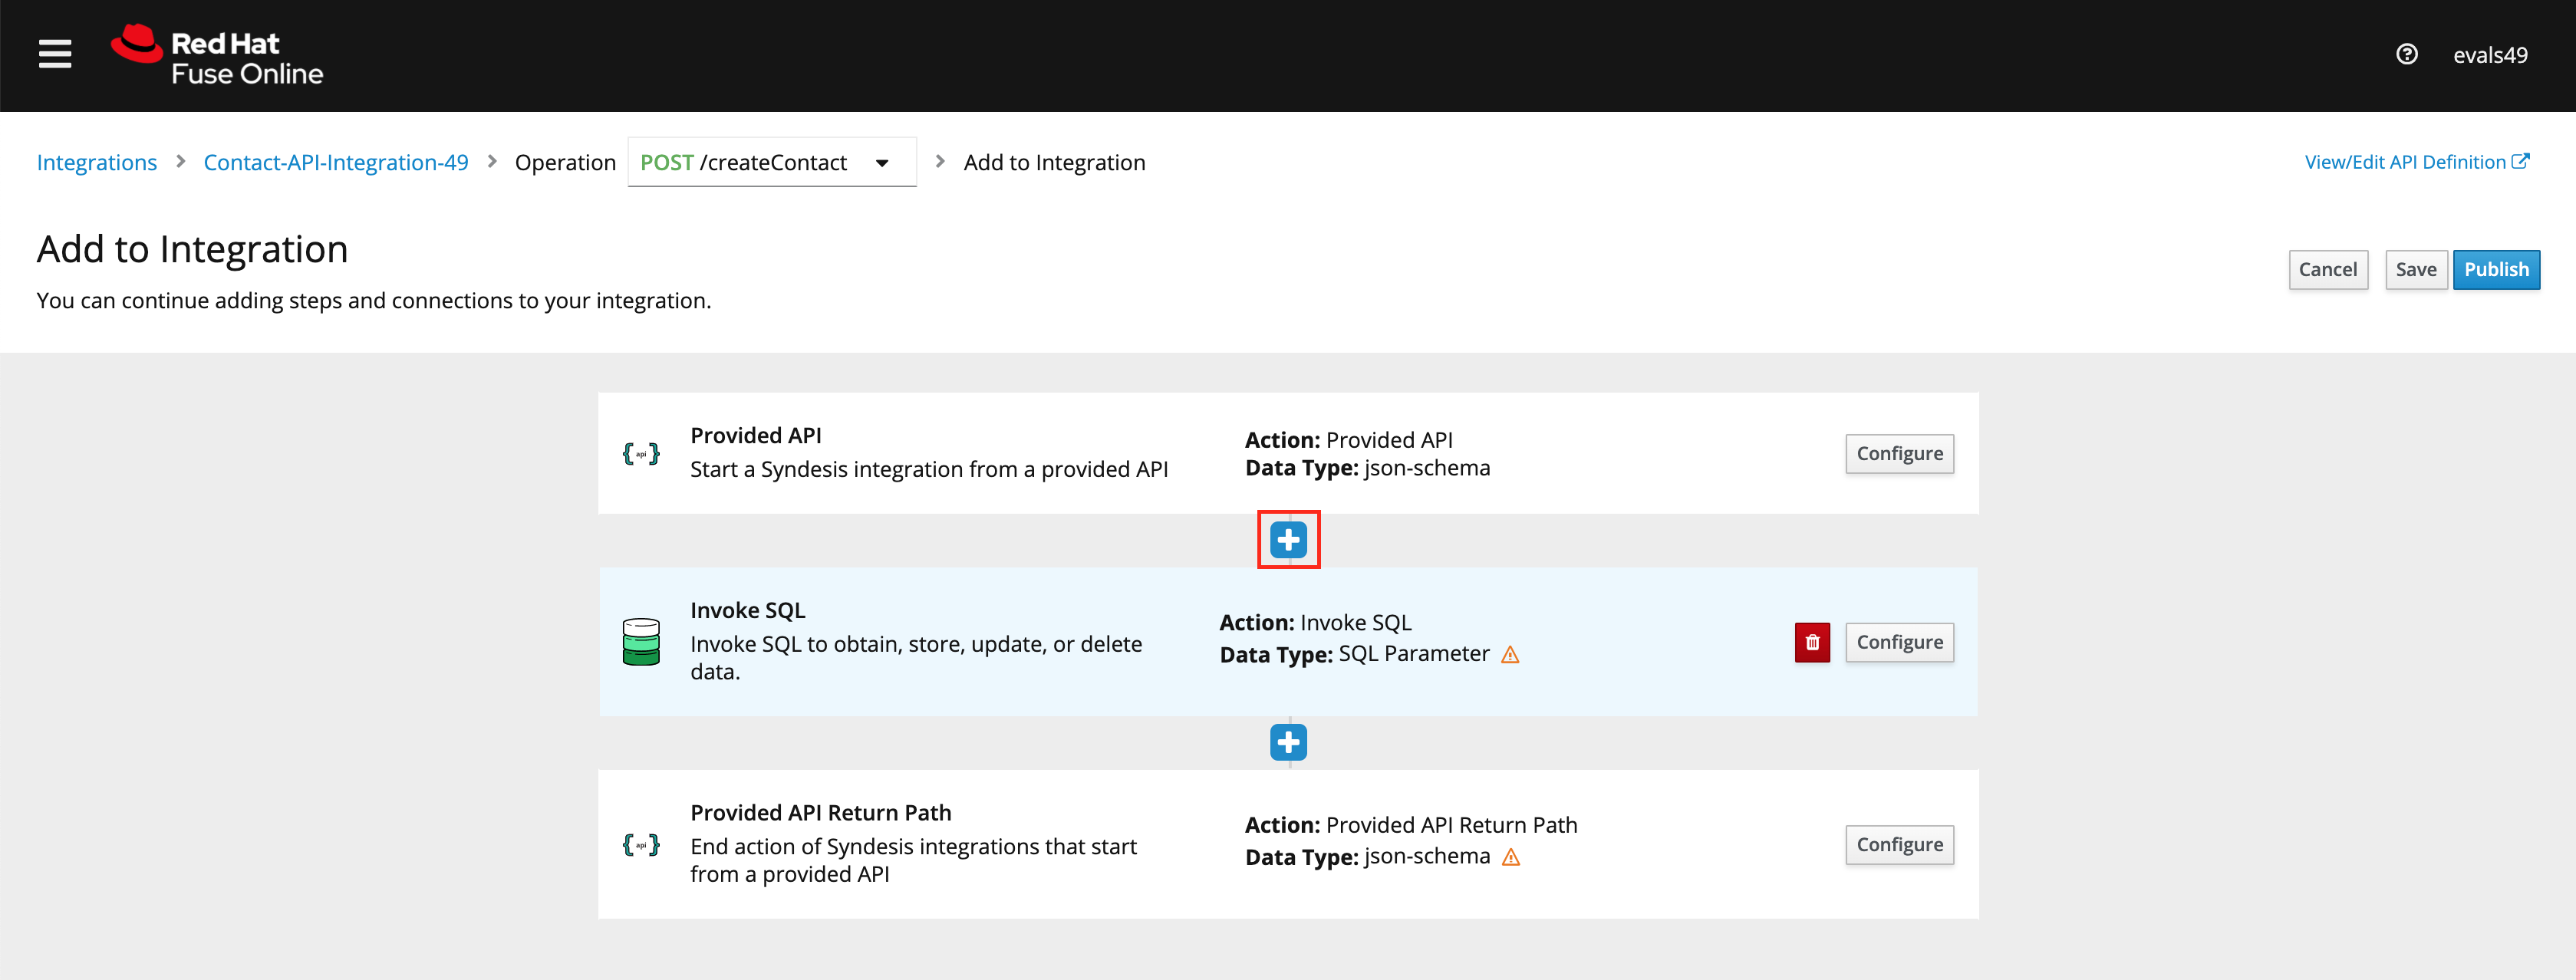 Red Hat
Fuse Online
evals49
Integrations > Contact-API-Integration-49 > Operation POST /createContact > Add to Integration
View/Edit API Definition
Add to Integration
You can continue adding steps and connections to your integration.
Cancel
Save
Publish
{api}
Provided API
Start a Syndesis integration from a provided API
Action: Provided API
Data Type: json-schema
Configure
Invoke SQL
Invoke SQL to obtain, store, update, or delete
data.
Action: Invoke SQL
Data Type: SQL Parameter
Configure
{api}
Provided API Return Path
End action of Syndesis integrations that start
from a provided API
Action: Provided API Return Path
Data Type: json-schema
Configure